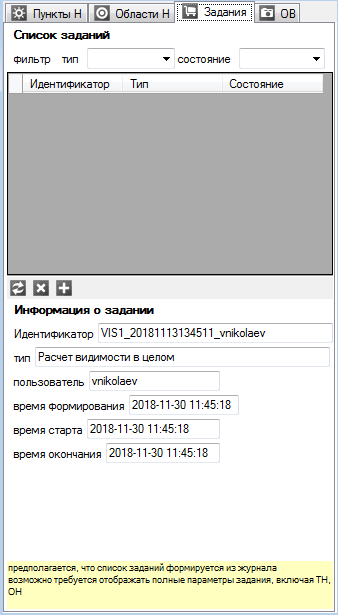 Пункты Н Области Н Задания ОВ
Список заданий
фильтр тип состояние
Идентификатор Тип Состояние
Информация о задании
Идентификатор VIS1_20181113134511_vnikolaev
тип Расчет видимости в целом
пользователь vnikolaev
время формирования 2018-11-30 11:45:18
время старта 2018-11-30 11:45:18
время окончания 2018-11-30 11:45:18
предполагается, что список заданий формируется из журнала
возможно требуется отображать полные параметры задания, включая ТН,
ОН